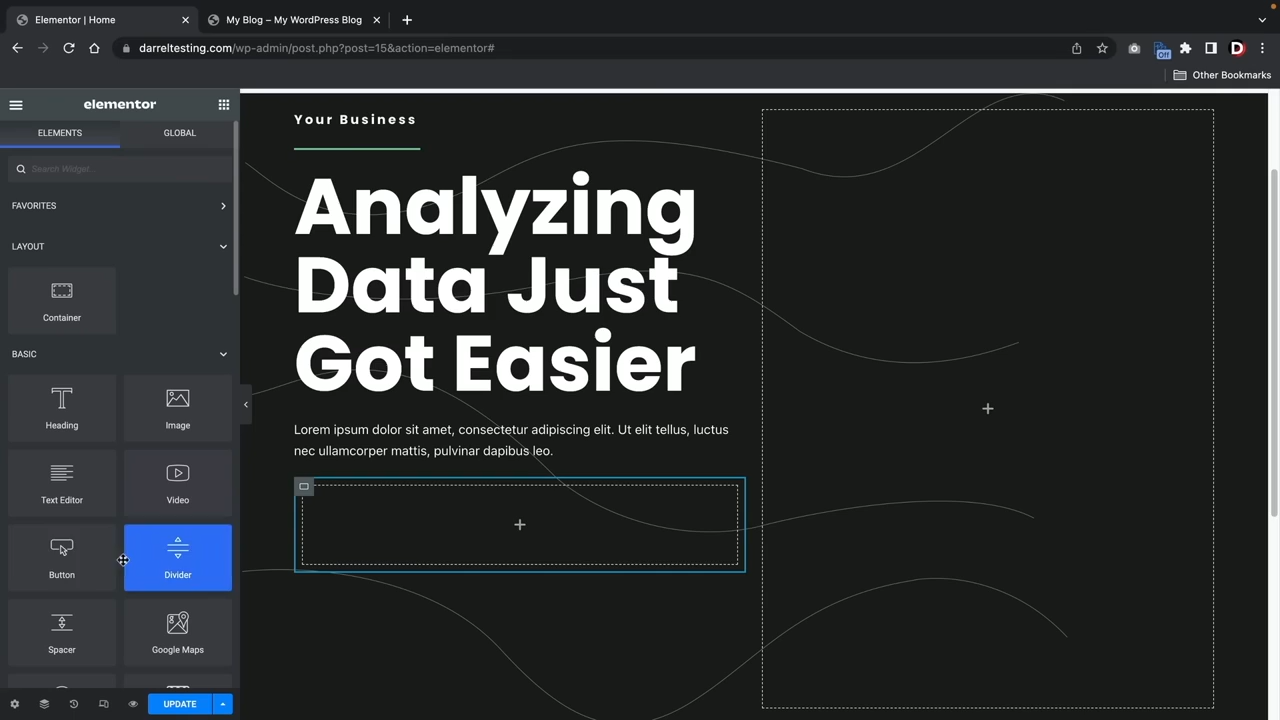 Elementor | Home
My Blog – My WordPress Blog
darreltesting.com/wp-admin/post.php?post=15&action=elementor#
Off
D
Other Bookmarks
elementor
ELEMENTS
GLOBAL
Search Widget...
FAVORITES
LAYOUT
Container
BASIC
Heading
Image
Text Editor
Video
Button
Divider
Spacer
Google Maps
UPDATE
Your Business
Analyzing
Data Just
Got Easier
Lorem ipsum dolor sit amet, consectetur adipiscing elit. Ut elit tellus, luctus
nec ullamcorper mattis, pulvinar dapibus leo.